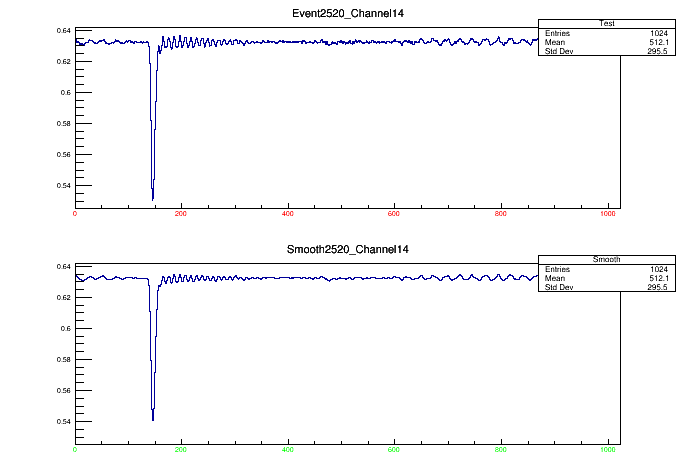 Event2520_Channel14
Test
Entries 1024
Mean 512.1
Std Dev 295.5
0.64
0.62
0.6
0.58
0.56
0.54
0 200 400 600 800 1000
Smooth2520_Channel14
Smooth
Entries 1024
Mean 512.1
Std Dev 295.5
0.64
0.62
0.6
0.58
0.56
0.54
0 200 400 600 800 1000